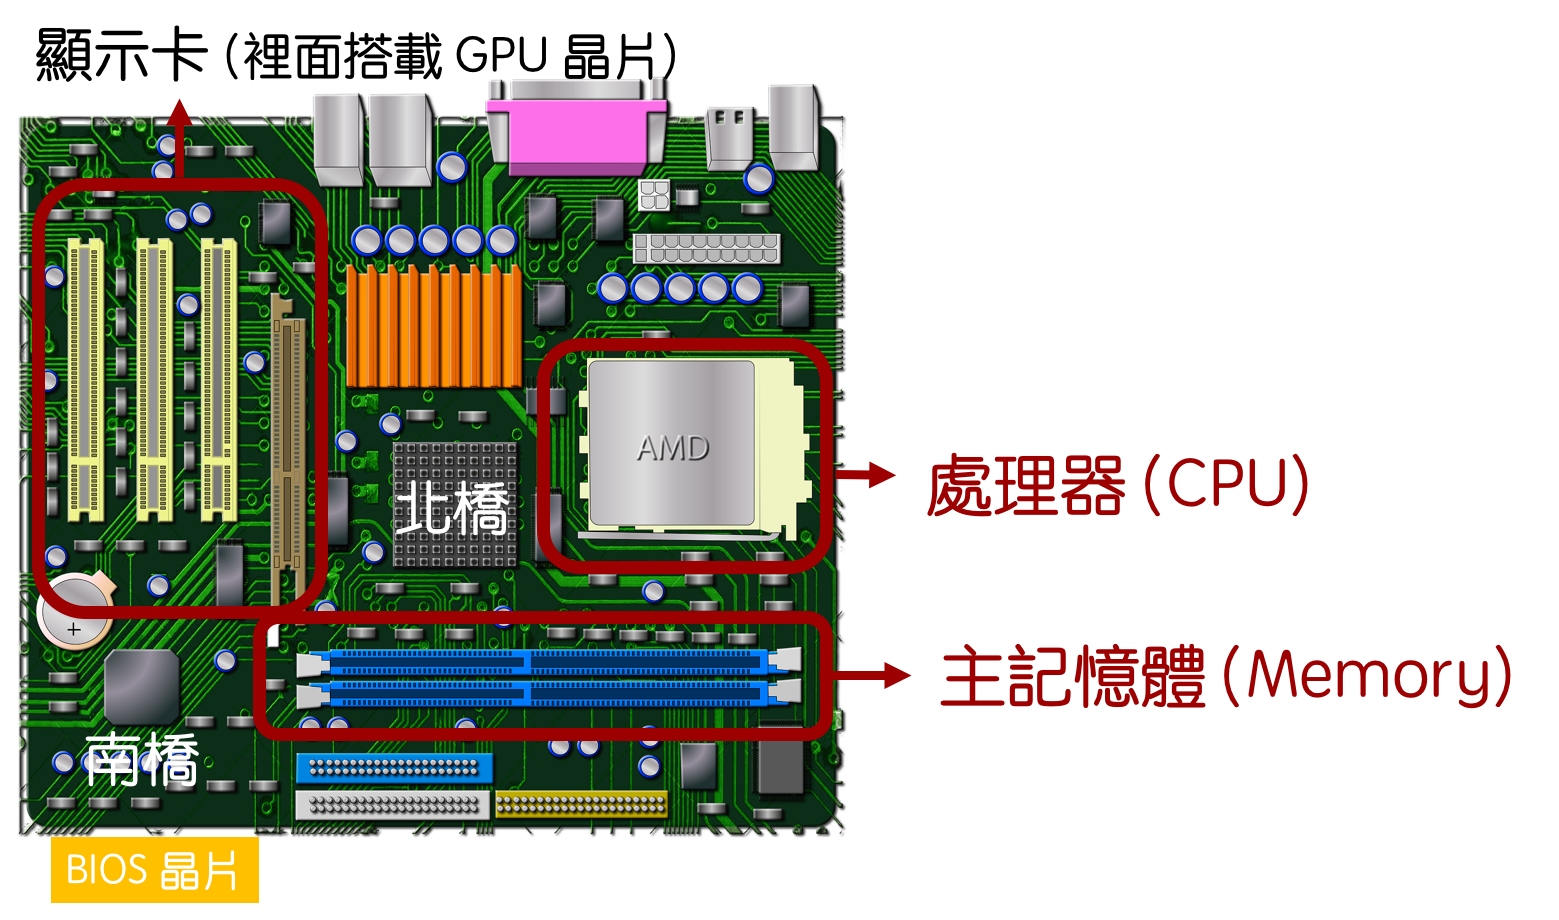 顯示卡(裡面搭載 GPU 晶片)
AMD
處理器(CPU)
北橋
+
主記憶體(Memory)
南橋
BIOS 晶片